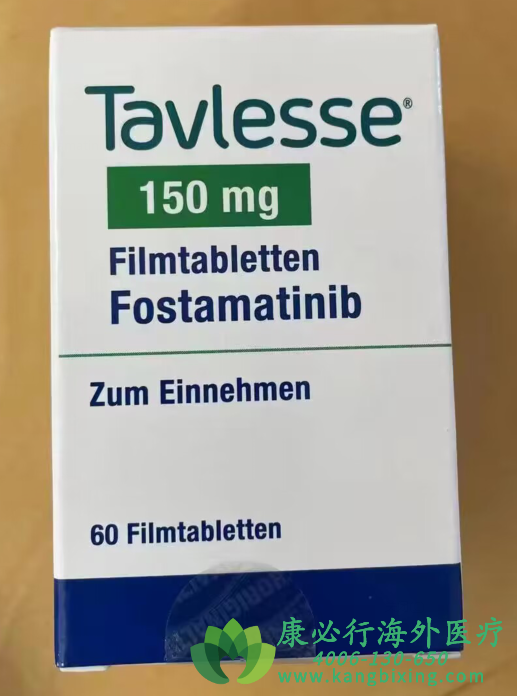 Tavlesse®
150 mg
Filmtabletten
Fostamatinib
Zum Einnehmen
60 Filmtabletten
康必行海外医疗
4006-130-650
www.kangbixing.com